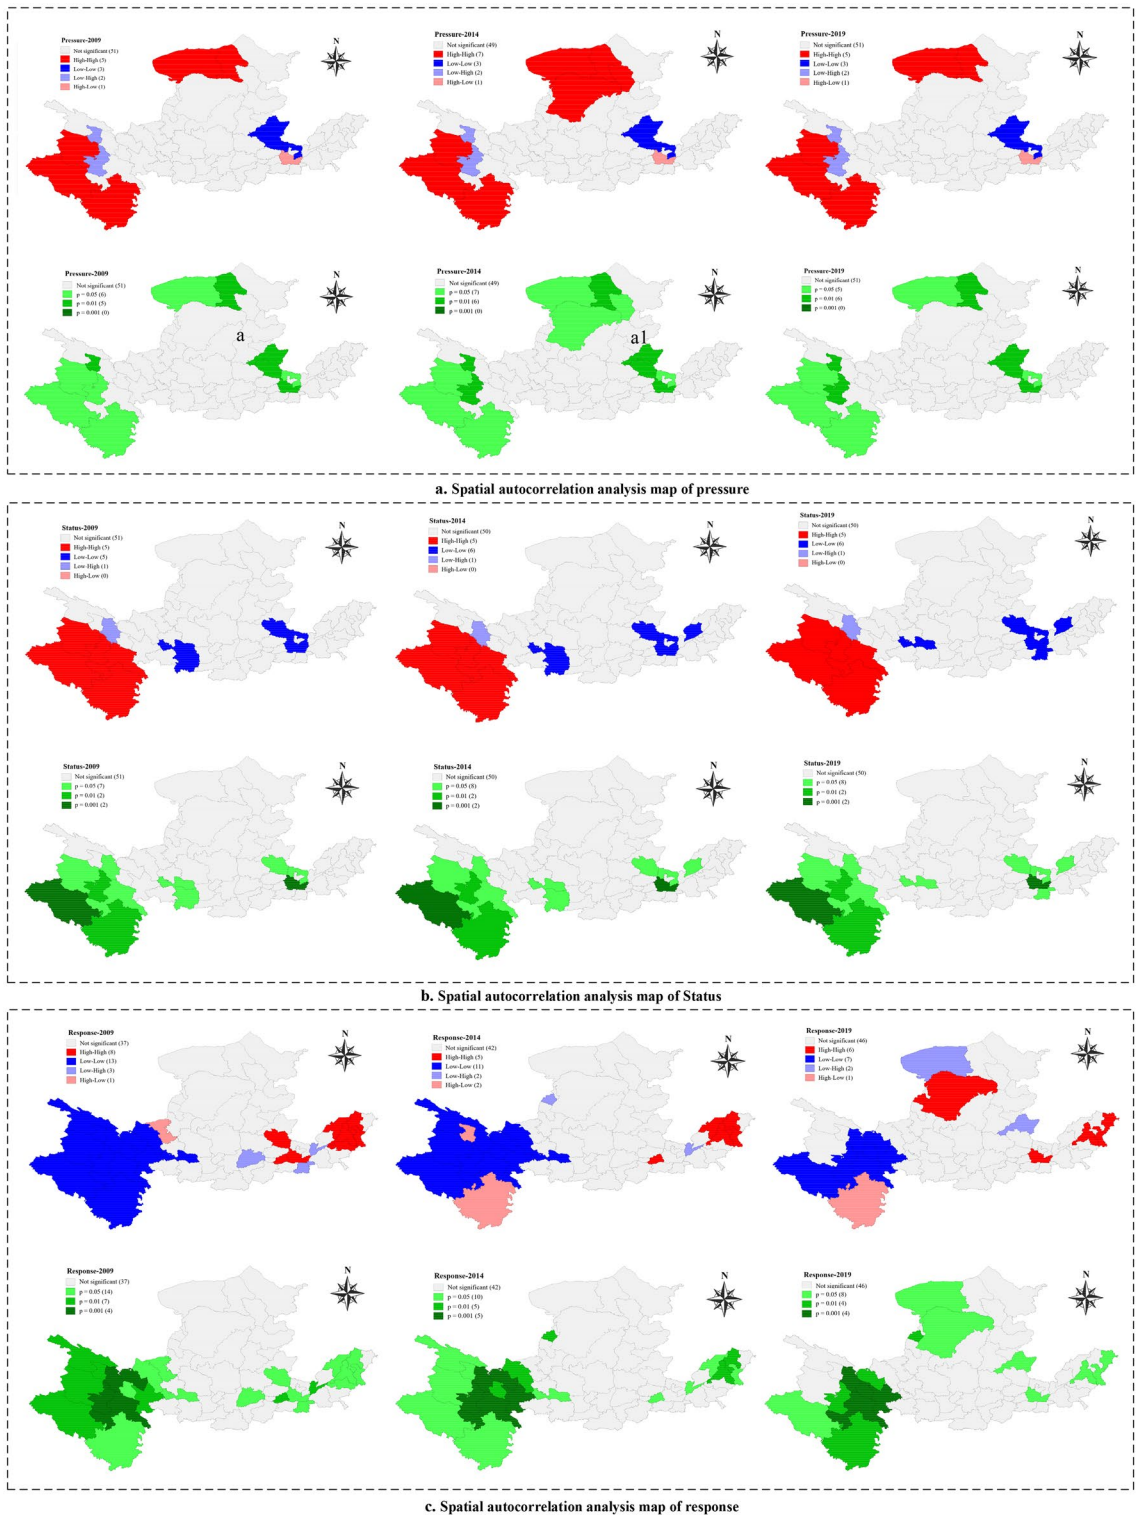 Pressure-2009
Not significant (51)
High-High (5)
Low-Low (3)
Low-High (2)
High-Low (1)
N
Pressure-2014
Not significant (49)
High-High (7)
Low-Low (3)
Low-High (2)
High-Low (1)
N
Pressure-2019
Not significant (51)
High-High (5)
Low-Low (3)
Low-High (2)
High-Low (1)
N
Pressure-2009
Not significant (51)
p = 0.05 (6)
p = 0.01 (5)
p = 0.001 (0)
N
a
Pressure-2014
Not significant (49)
p = 0.05 (7)
p = 0.01 (6)
p = 0.001 (0)
N
a1
Pressure-2019
Not significant (51)
p = 0.05 (5)
p = 0.01 (6)
p = 0.001 (0)
N
a. Spatial autocorrelation analysis map of pressure
Status-2009
Not significant (51)
High-High (5)
Low-Low (5)
Low-High (1)
High-Low (0)
N
Status-2014
Not significant (50)
High-High (5)
Low-Low (6)
Low-High (1)
High-Low (0)
N
Status-2019
Not significant (50)
High-High (5)
Low-Low (6)
Low-High (1)
High-Low (0)
N
Status-2009
Not significant (51)
p = 0.05 (7)
p = 0.01 (2)
p = 0.001 (2)
N
Status-2014
Not significant (50)
p = 0.05 (8)
p = 0.01 (2)
p = 0.001 (2)
N
Status-2019
Not significant (50)
p = 0.05 (8)
p = 0.01 (2)
p = 0.001 (2)
N
b. Spatial autocorrelation analysis map of Status
Response-2009
Not significant (37)
High-High (8)
Low-Low (13)
Low-High (3)
High-Low (1)
N
Response-2014
Not significant (42)
High-High (5)
Low-Low (11)
Low-High (2)
High-Low (2)
N
Response-2019
Not significant (46)
High-High (6)
Low-Low (7)
Low-High (2)
High-Low (1)
N
Response-2009
Not significant (37)
p = 0.05 (14)
p = 0.01 (7)
p = 0.001 (4)
N
Response-2014
Not significant (42)
p = 0.05 (10)
p = 0.01 (5)
p = 0.001 (5)
N
Response-2019
Not significant (46)
p = 0.05 (8)
p = 0.01 (4)
p = 0.001 (4)
N
c. Spatial autocorrelation analysis map of response